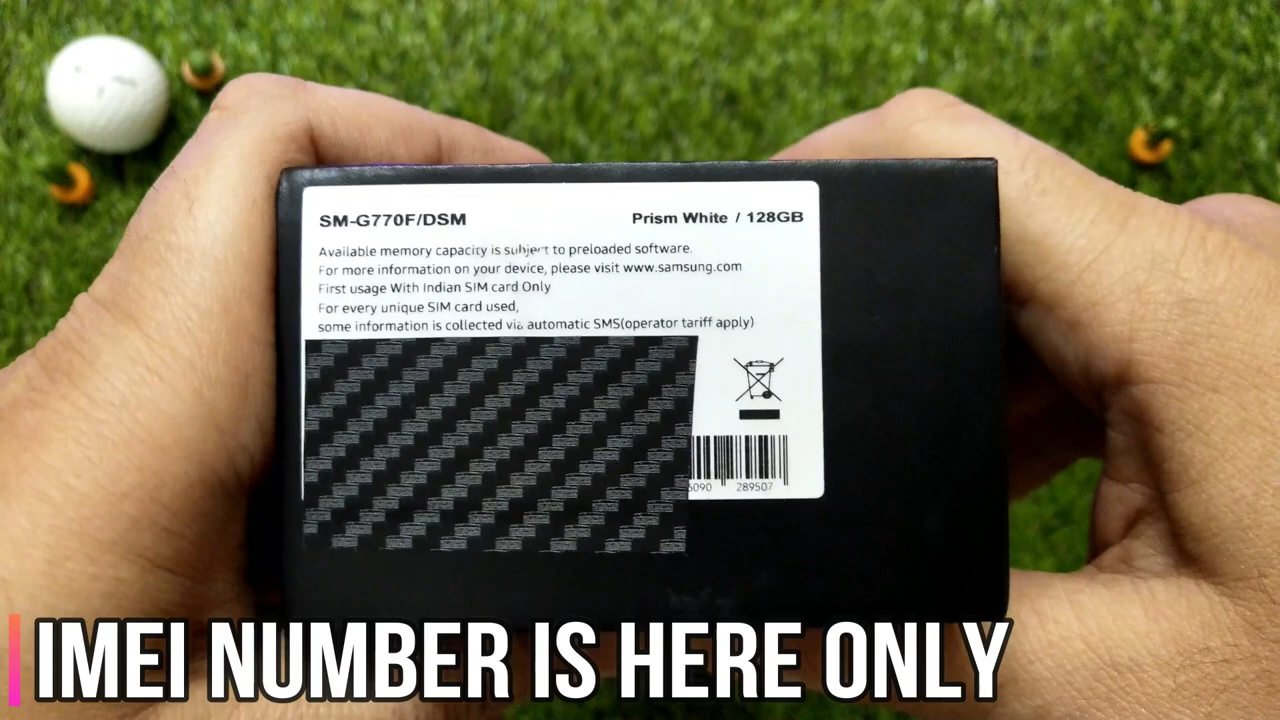 SM-G770F/DSM Prism White / 128GB
Available memory capacity is subject to preloaded software.
For more information on your device, please visit www.samsung.com
First usage With Indian SIM card Only
For every unique SIM card used,
some information is collected via automatic SMS(operator tariff apply)
6090 289507
IMEI NUMBER IS HERE ONLY